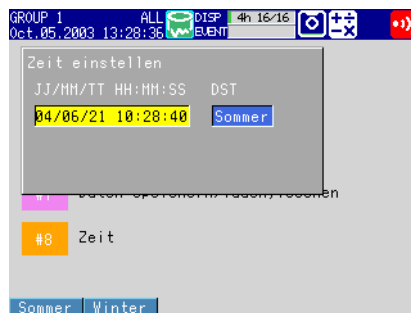 GROUP 1 ALL DISP 4h 16/16
Oct.05.2003 13:28:36 EVENT
Zeit einstellen
JJ/MM/TT HH:MM:SS DST
04/06/21 10:28:40 Sommer
#8 Zeit
Sommer Winter